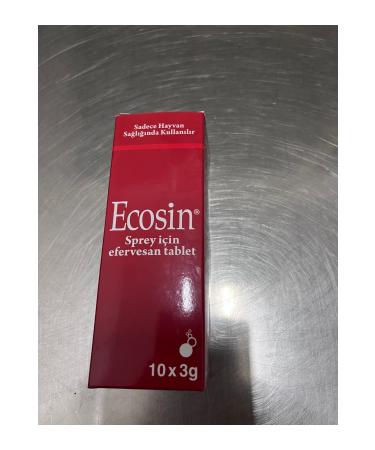 Sadece Hayvan
Sağlığında Kullanılır
Ecosin®
Sprey için
efervesan tablet
10 x 3g